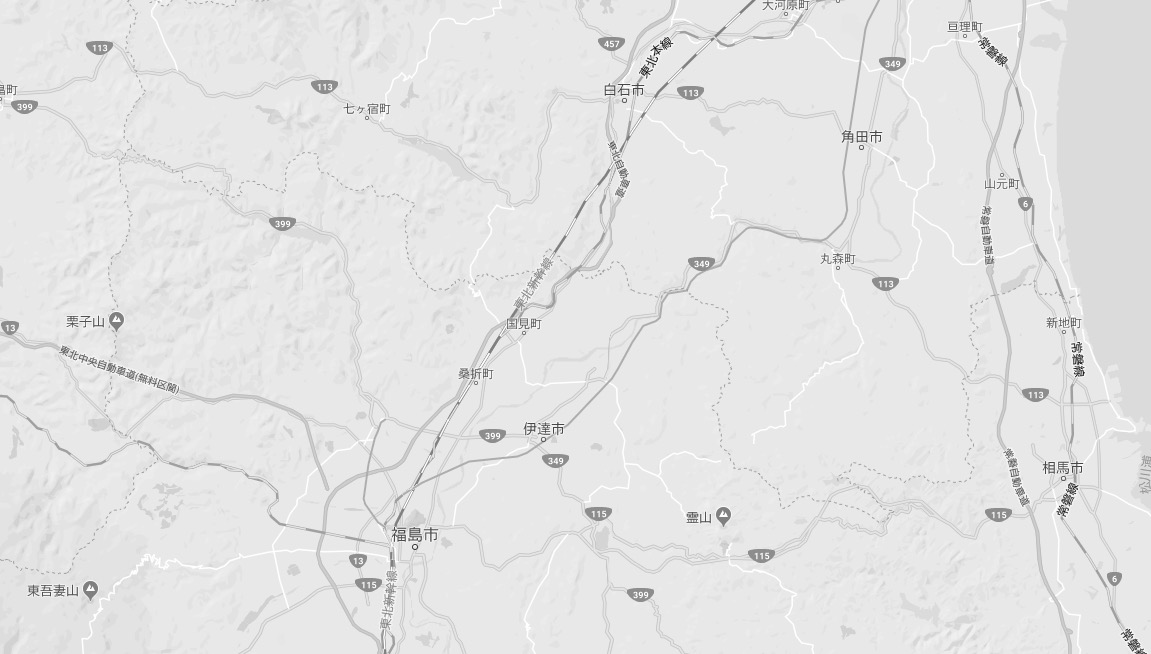 大河原町
亘理町
常磐線
457
113
東北本線
349
113
399
白石市
113
七ヶ宿町
角田市
東北自動車道
山元町
6
399
常磐自動車道
丸森町
349
東北新幹線
113
栗子山
国見町
新地町
13
東北中央自動車道(無料区間)
常磐線
桑折町
113
伊達市
399
349
常磐自動車道
相馬市
常磐線
115
霊山
115
福島市
115
13
6
東吾妻山
115
399
東北新幹線
常磐線